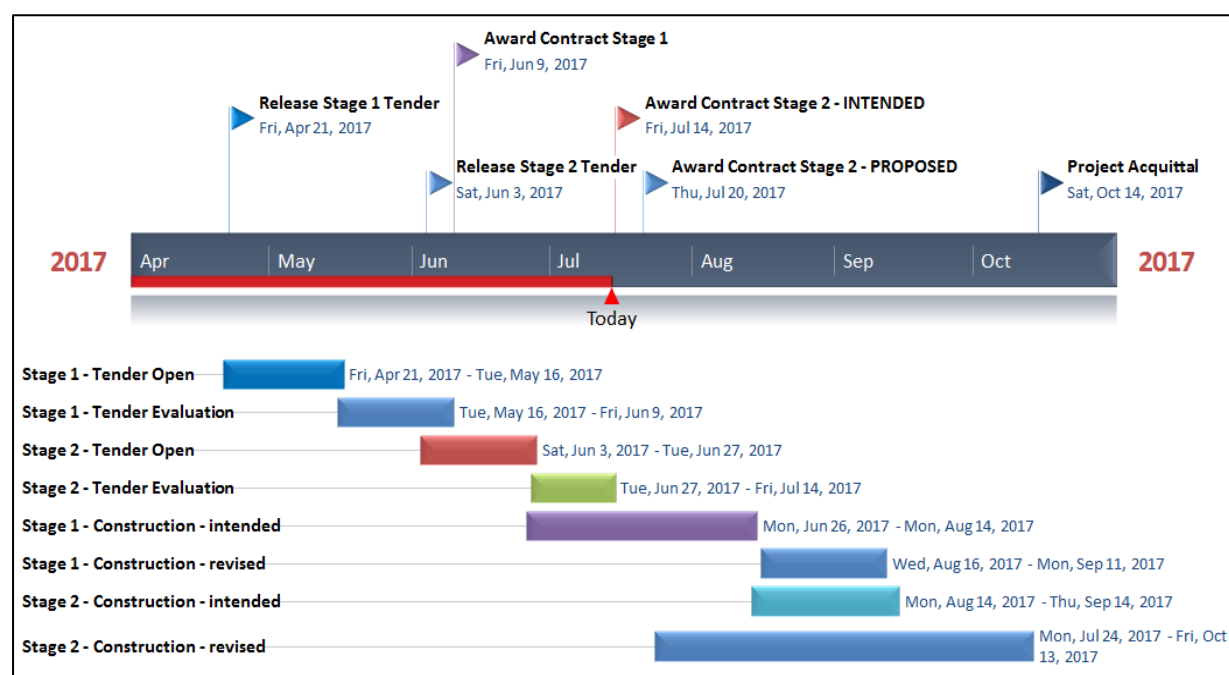 Award Contract Stage 1
Fri, Jun 9, 2017
Release Stage 1 Tender
Fri, Apr 21, 2017
Award Contract Stage 2 - INTENDED
Fri, Jul 14, 2017
Release Stage 2 Tender
Sat, Jun 3, 2017
Award Contract Stage 2 - PROPOSED
Thu, Jul 20, 2017
Project Acquittal
Sat, Oct 14, 2017
2017 Apr May Jun Jul Aug Sep Oct 2017
Today
Stage 1 - Tender Open Fri, Apr 21, 2017 - Tue, May 16, 2017
Stage 1 - Tender Evaluation Tue, May 16, 2017 - Fri, Jun 9, 2017
Stage 2 - Tender Open Sat, Jun 3, 2017 - Tue, Jun 27, 2017
Stage 2 - Tender Evaluation Tue, Jun 27, 2017 - Fri, Jul 14, 2017
Stage 1 - Construction - intended Mon, Jun 26, 2017 - Mon, Aug 14, 2017
Stage 1 - Construction - revised Wed, Aug 16, 2017 - Mon, Sep 11, 2017
Stage 2 - Construction - intended Mon, Aug 14, 2017 - Thu, Sep 14, 2017
Stage 2 - Construction - revised Mon, Jul 24, 2017 - Fri, Oct
13, 2017